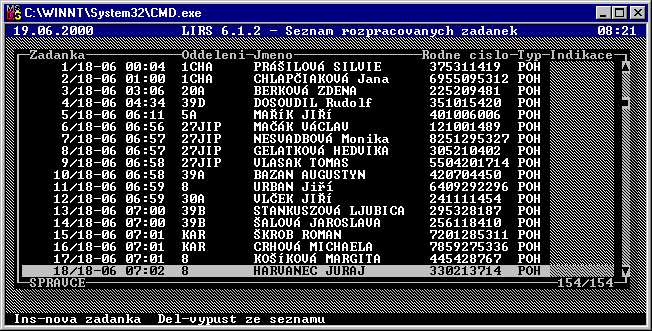 C:\WINNT\System32\CMD.exe
19.06.2000 LIRS 6.1.2 - Seznam rozpracovanych zadanek 08:21
Zadanka Oddeleni Jmeno Rodne cislo Typ Indikace
1/18-06 00:04 1CHA PRÁŠILOVÁ SILVIE 375311419 POH
2/18-06 01:00 1CHA CHLAPČIAKOVÁ Jana 6955095312 POH
3/18-06 03:06 20A BERKOVÁ ZDENA 225209481 POH
4/18-06 04:34 39D DOSOUDIL Rudolf 351015420 POH
5/18-06 06:11 5A MAŘÍK JIŘÍ 401006006 POH
6/18-06 06:56 27JIP MAČÁK VÁCLAV 121001489 POH
7/18-06 06:57 27JIP NESVADBOVÁ Monika 8251295327 POH
8/18-06 06:57 27JIP GELATKOVÁ HEDVIKA 305210402 POH
9/18-06 06:58 27JIP VLASAK TOMAS 5504201714 POH
10/18-06 06:58 39A BAZAN AUGUSTYN 420704450 POH
11/18-06 06:59 8 URBAN Jiří 6409292296 POH
12/18-06 06:59 30A VLČEK JIŘÍ 241111454 POH
13/18-06 07:00 39B STANKUSZOVÁ LJUBICA 295328187 POH
14/18-06 07:00 39B ŠALOVÁ JAROSLAVA 256118410 POH
15/18-06 07:01 KAR ŠKROB ROMAN 7201285311 POH
16/18-06 07:01 KAR CRHOVÁ MICHAELA 7859275336 POH
17/18-06 07:01 8 KOŠÍKOVÁ MARGITA 445428767 POH
18/18-06 07:02 8 HARVANEC JURAJ 330213714 POH
SPRAVCE 154/154
Ins-nova zadanka Del-vypust ze seznamu